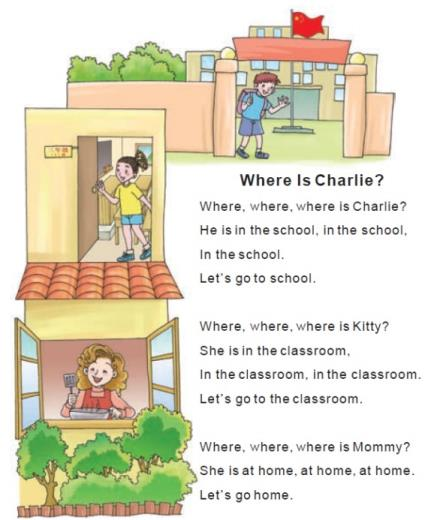 Where Is Charlie?
Where, where, where is Charlie?
He is in the school, in the school,
In the school.
Let's go to school.
Where, where, where is Kitty?
She is in the classroom,
In the classroom, in the classroom.
Let's go to the classroom.
Where, where, where is Mommy?
She is at home, at home, at home.
Let's go home.